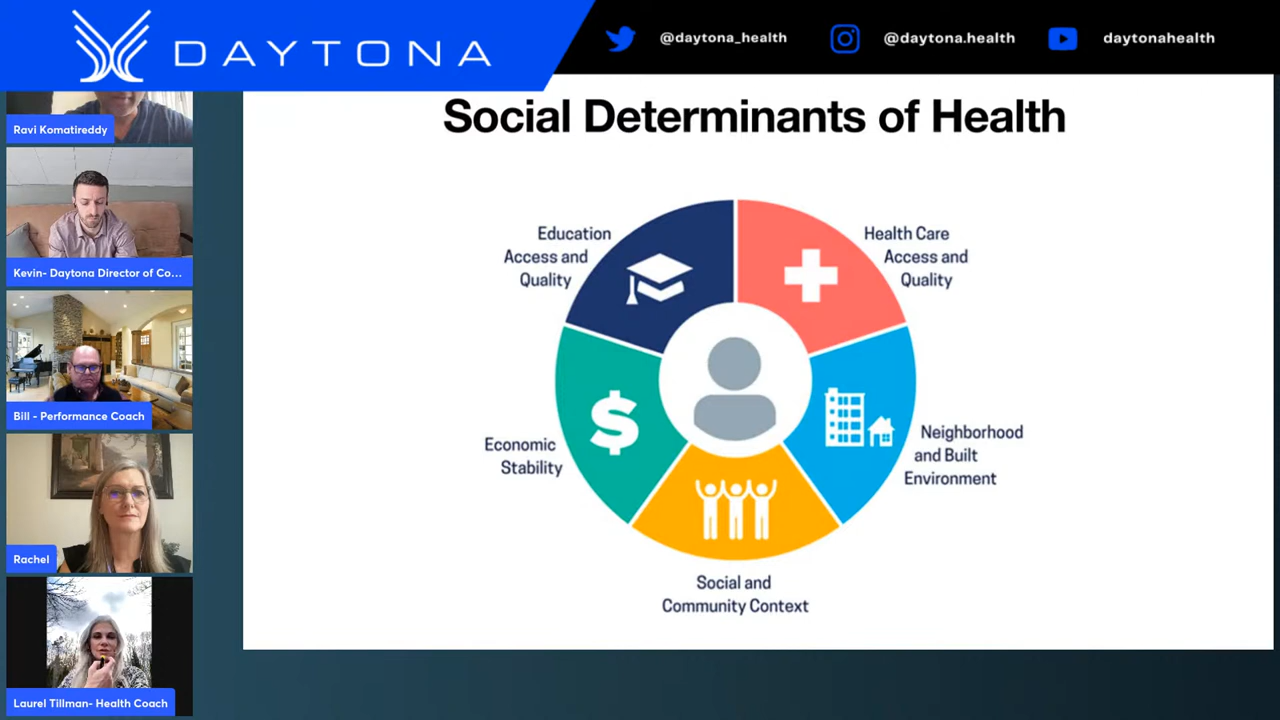 DAYTONA
@daytona_health
@daytona.health
daytonahealth
Ravi Komatireddy
Kevin- Daytona Director of Co...
Bill - Performance Coach
Rachel
Laurel Tillman- Health Coach
Social Determinants of Health
Education
Access and
Quality
Health Care
Access and
Quality
Economic
Stability
Neighborhood
and Built
Environment
Social and
Community Context